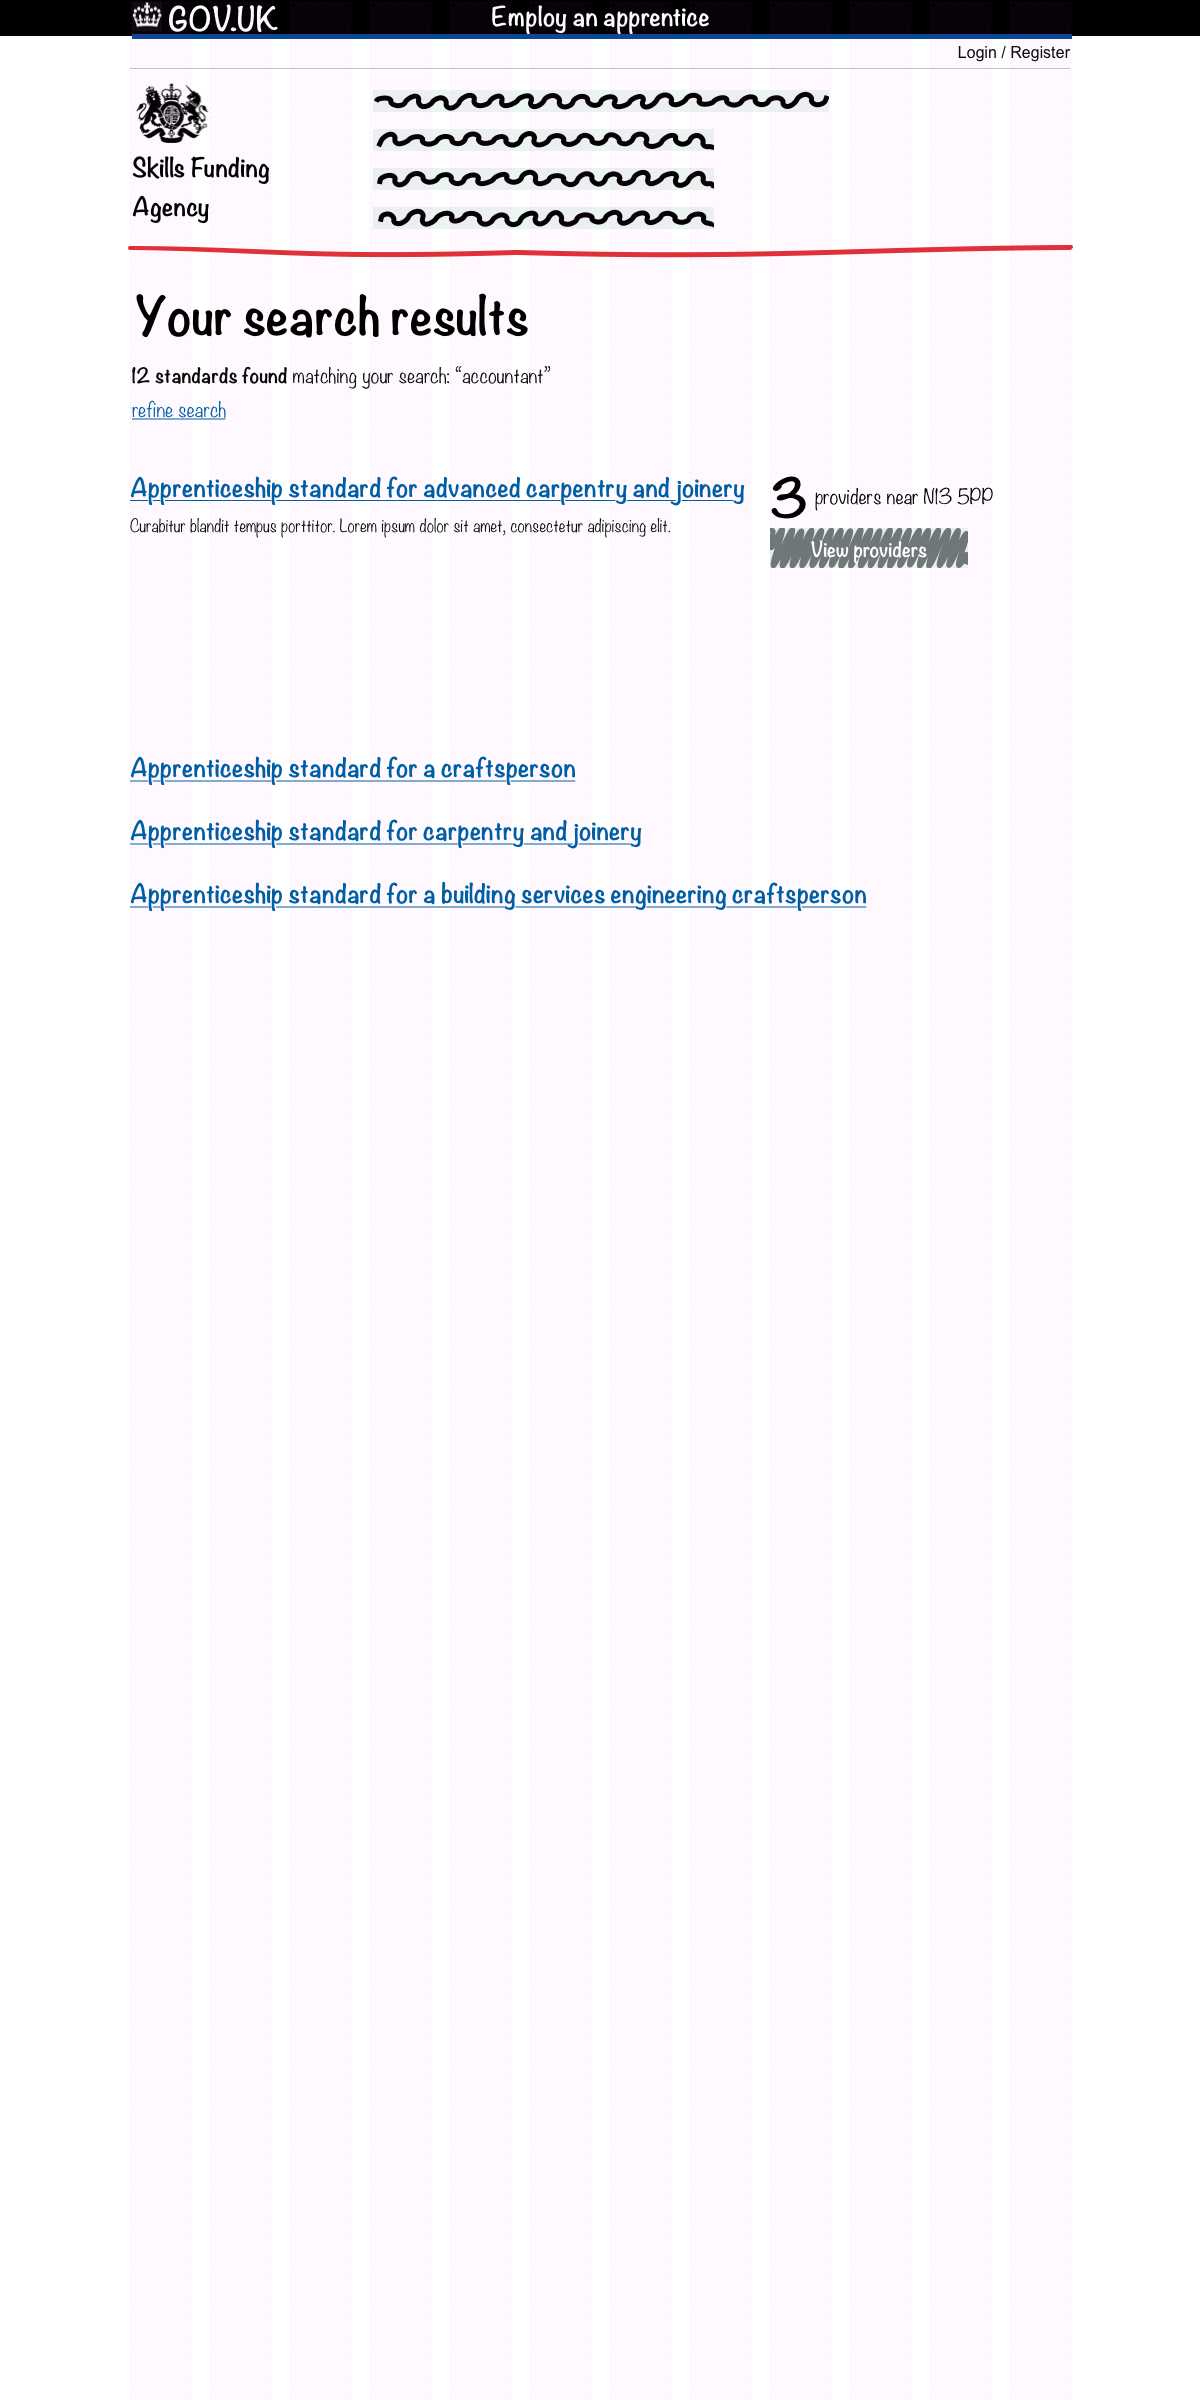 GOV.UK
Employ an apprentice
Login / Register
Skills Funding
Agency
Your search results
12 standards found matching your search: “accountant”
refine search
Apprenticeship standard for advanced carpentry and joinery
3 providers near N13 5PP
Curabitur blandit tempus porttitor. Lorem ipsum dolor sit amet, consectetur adipiscing elit.
View providers
Apprenticeship standard for a craftsperson
Apprenticeship standard for carpentry and joinery
Apprenticeship standard for a building services engineering craftsperson